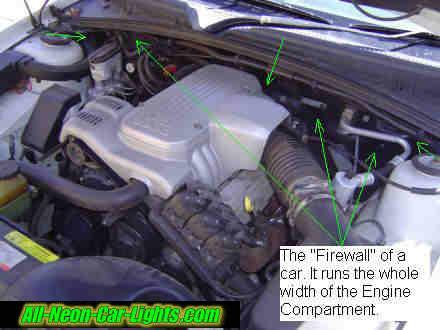 The "Firewall" of a
car. It runs the whole
width of the Engine
Compartment.
All-Neon-Car-Lights.com